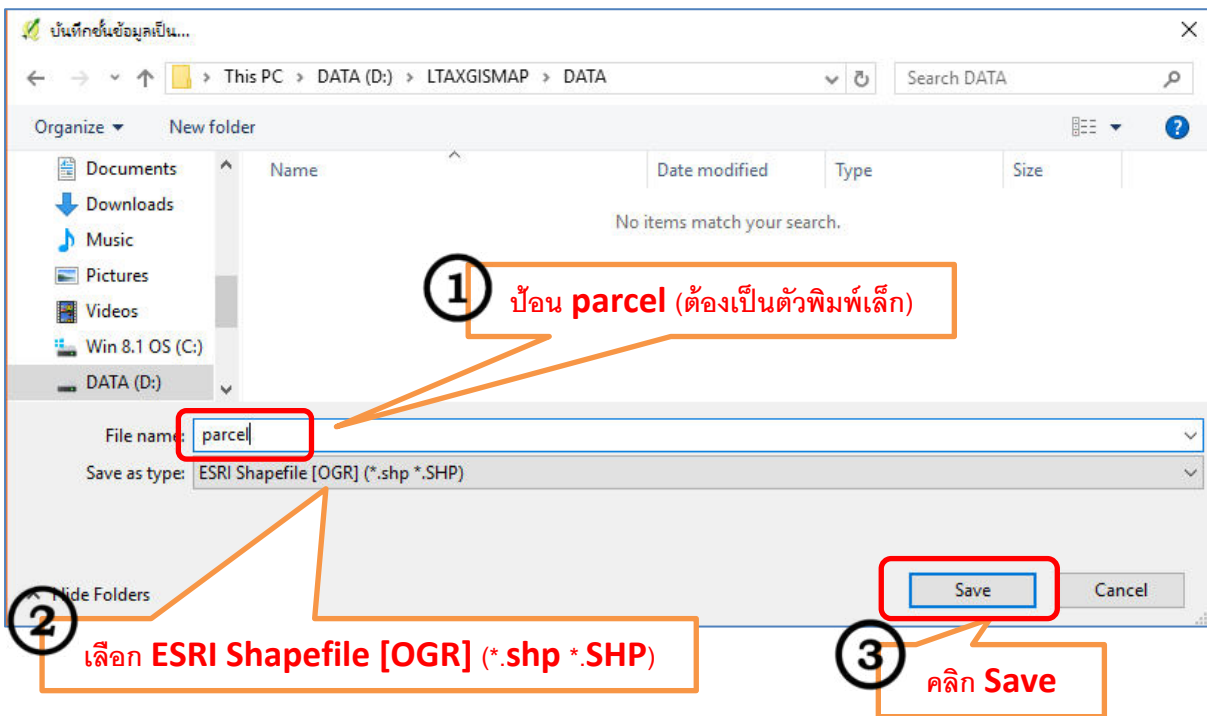 บันทึกชั้นข้อมูลเป็น...
This PC > DATA (D:) > LTAXGISMAP > DATA
Search DATA
Organize
New folder
Documents
Name
Date modified
Type
Size
Downloads
No items match your search.
Music
Pictures
1
ป้อน parcel (ต้องเป็นตัวพิมพ์เล็ก)
Videos
Win 8.1 OS (C:)
DATA (D:)
File name: parcel
Save as type: ESRI Shapefile [OGR] (*.shp *.SHP)
Hide Folders
Save
Cancel
2
เลือก ESRI Shapefile [OGR] (*.shp *.SHP)
3
คลิก Save